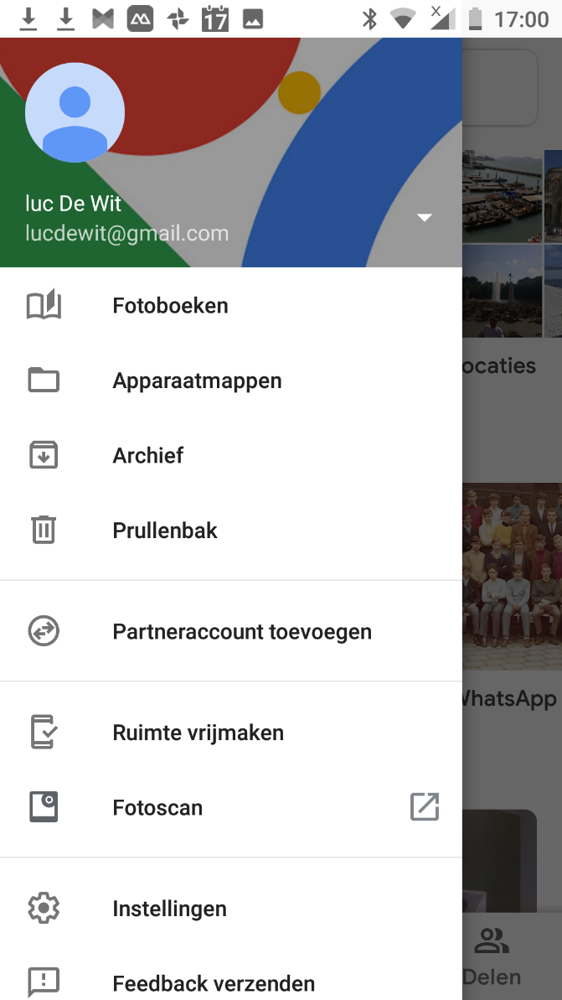 17 17:00
luc De Wit
lucdewit@gmail.com
Fotoboeken
Apparaatmappen
Archief
Prullenbak
Partneraccount toevoegen
Ruimte vrijmaken
Fotoscan
Instellingen
Feedback verzenden
ocaties
WhatsApp
Delen